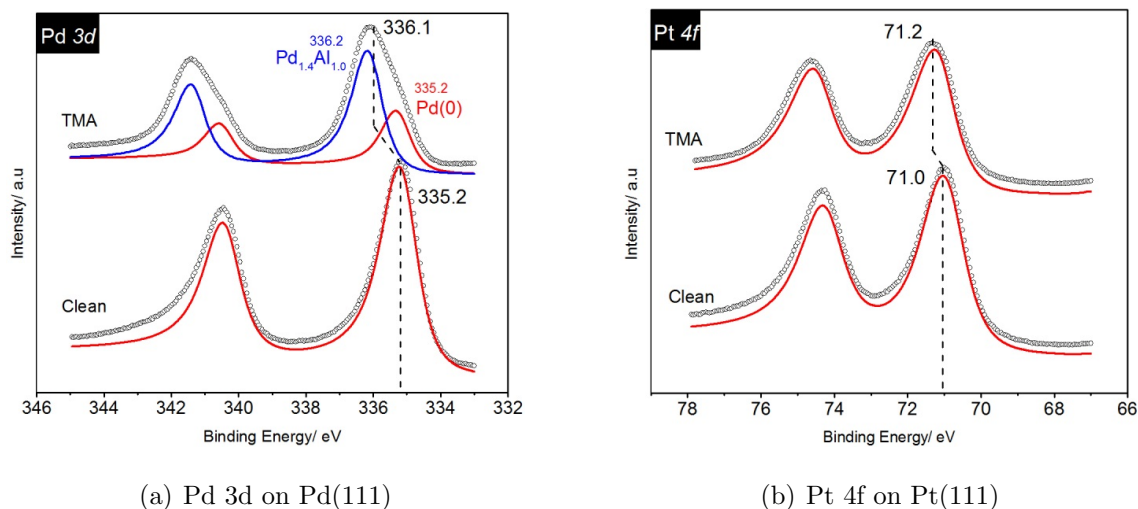 Pd 3d
336.2
Pd1.4Al1.0
336.1
335.2
Pd(0)
TMA
335.2
Clean
Intensity/ a.u
346 344 342 340 338 336 335 333 332
Binding Energy/ eV
(a) Pd 3d on Pd(111)
Pt 4f
71.2
TMA
71.0
Clean
Intensity/ a.u
78 76 74 72 70 68 66
Binding Energy/ eV
(b) Pt 4f on Pt(111)